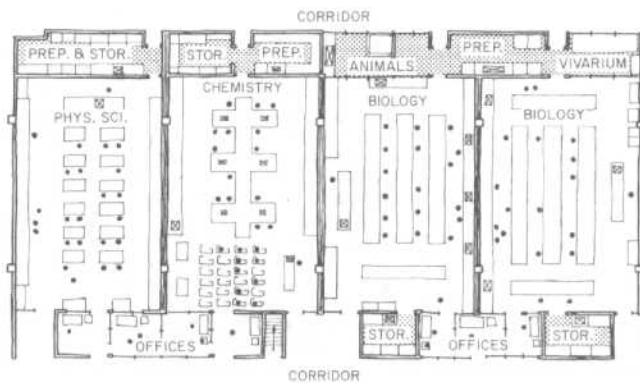 CORRIDOR
PREP. & STOR.
STOR.
PREP.
ANIMALS
PREP.
VIVARIUM
PHYS. SCI.
CHEMISTRY
BIOLOGY
BIOLOGY
OFFICES
STOR.
OFFICES
STOR.
CORRIDOR